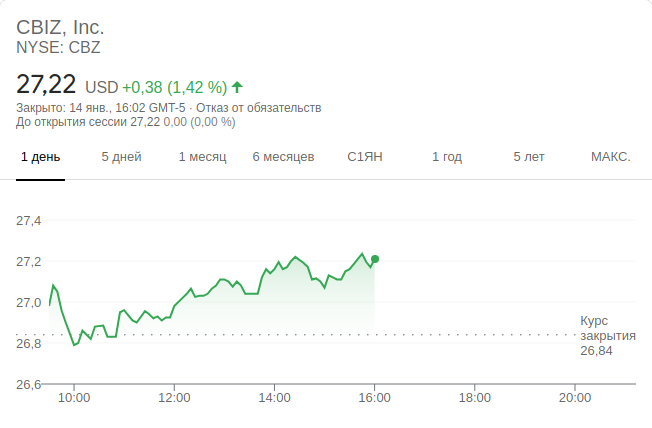 CBIZ, Inc.
NYSE: CBZ
27,22 USD +0,38 (1,42 %)
Закрыто: 14 янв., 16:02 GMT-5 · Отказ от обязательств
До открытия сессии 27,22 0,00 (0,00 %)
1 день 5 дней 1 месяц 6 месяцев С1ЯН 1 год 5 лет МАКС.
27,4
27,2
27,0
26,8
26,6
Курс
закрытия
26,84
10:00 12:00 14:00 16:00 18:00 20:00